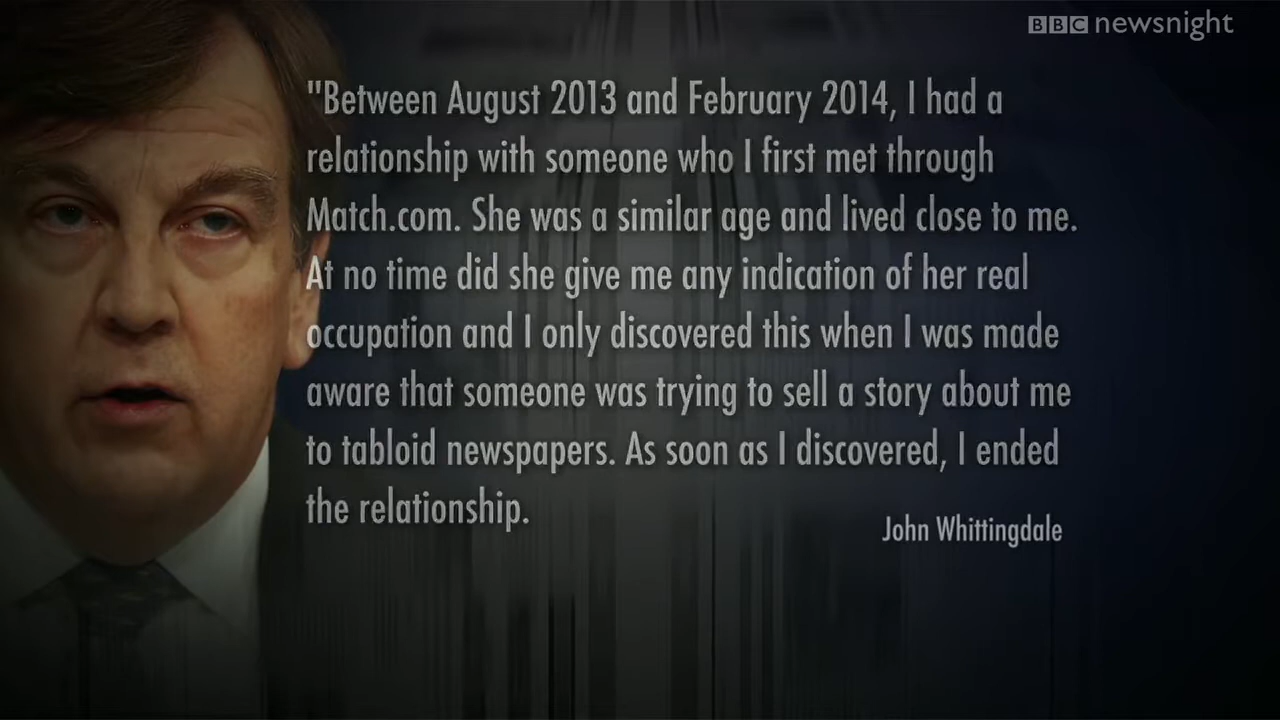 BBC newsnight
"Between August 2013 and February 2014, I had a
relationship with someone who I first met through
Match.com. She was a similar age and lived close to me.
At no time did she give me any indication of her real
occupation and I only discovered this when I was made
aware that someone was trying to sell a story about me
to tabloid newspapers. As soon as I discovered, I ended
the relationship.
John Whittingdale